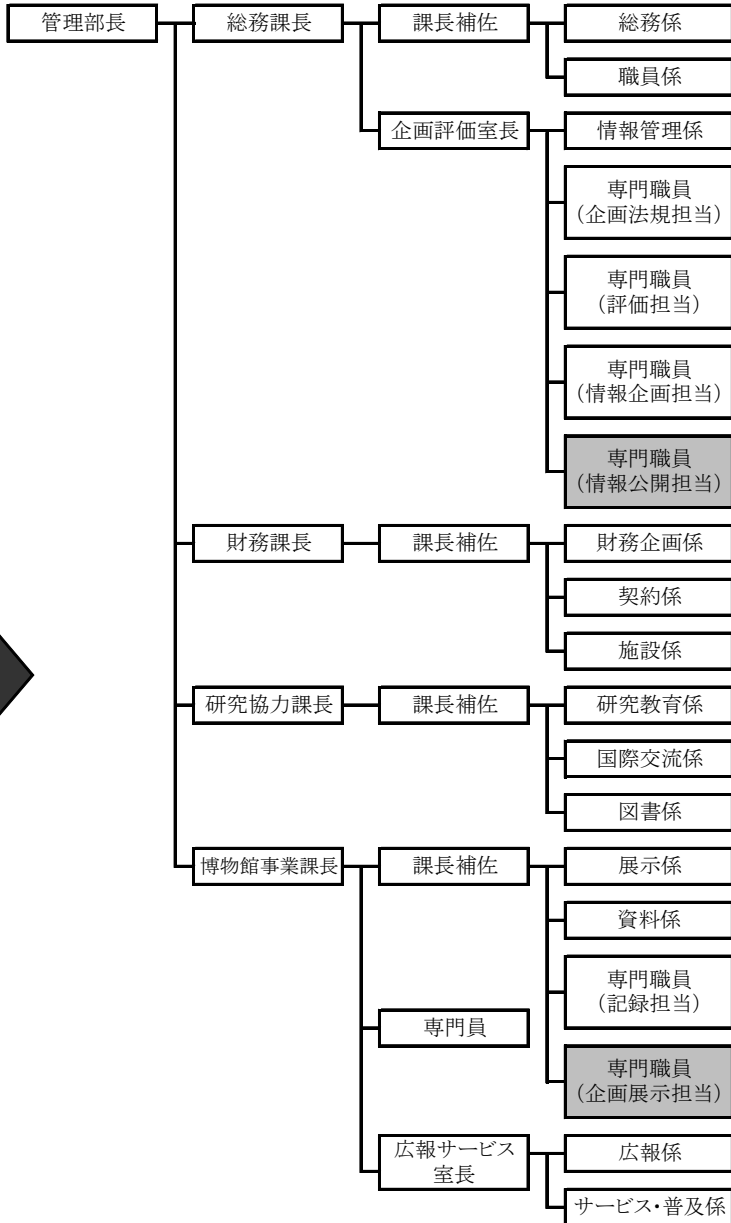 管理部長
総務課長
課長補佐
総務係
職員係
企画評価室長
情報管理係
専門職員
(企画法規担当)
専門職員
(評価担当)
専門職員
(情報企画担当)
専門職員
(情報公開担当)
財務課長
課長補佐
財務企画係
契約係
施設係
研究協力課長
課長補佐
研究教育係
国際交流係
図書係
博物館事業課長
課長補佐
展示係
資料係
専門職員
(記録担当)
専門職員
(企画展示担当)
専門員
広報サービス
室長
広報係
サービス・普及係